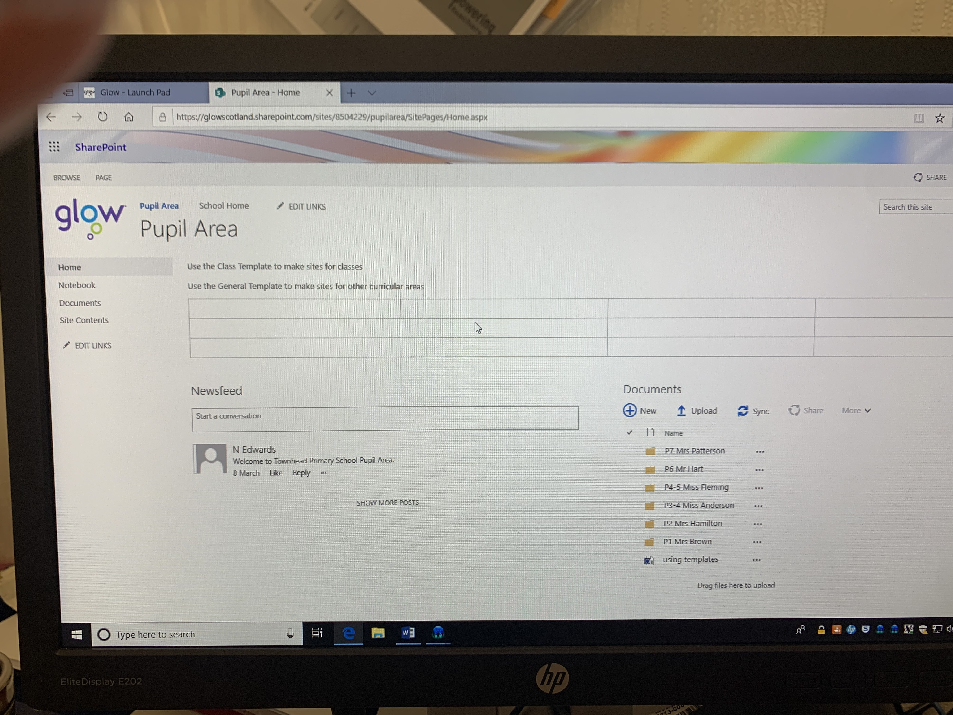 powering
Glow - Launch Pad
Pupil Area - Home
https://glowscotland.sharepoint.com/sites/8504229/pupilarea/SitePages/Home.aspx
SharePoint
BROWSE PAGE
SHARE
glow
Pupil Area School Home EDIT LINKS
Search this site
Pupil Area
Home
Notebook
Documents
Site Contents
EDIT LINKS
Use the Class Template to make sites for classes
Use the General Template to make sites for other curricular areas
Newsfeed
Start a conversation
N Edwards
Welcome to Townhead Primary School Pupil Area.
8 March Like Reply ...
SHOW MORE POSTS
Documents
New Upload Sync Share More
Name
P7 Mrs Patterson ...
P6 Mr Hart ...
P4-5 Miss Fleming ...
P3-4 Miss Anderson ...
P2 Mrs Hamilton ...
P1 Mrs Brown ...
using templates ...
Drag files here to upload
Type here to search
hp
EliteDisplay E202